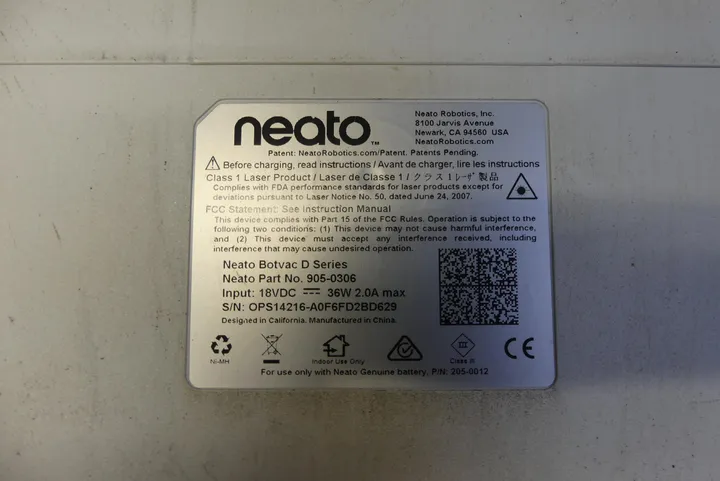 neato™
Neato Robotics, Inc.
8100 Jarvis Avenue
Newark, CA 94560 USA
NeatoRobotics.com
Patent: NeatoRobotics.com/Patent. Patents Pending.
Before charging, read instructions / Avant de charger, lire les instructions
Class 1 Laser Product / Laser de Classe 1 / クラス 1 ﾚｰｻﾞ 製品
Complies with FDA performance standards for laser products except for
deviations pursuant to Laser Notice No. 50, dated June 24, 2007.
FCC Statement: See Instruction Manual
This device complies with Part 15 of the FCC Rules. Operation is subject to the
following two conditions: (1) This device may not cause harmful interference,
and (2) This device must accept any interference received, including
interference that may cause undesired operation.
Neato Botvac D Series
Neato Part No. 905-0306
Input: 18VDC 36W 2.0A max
S/N: OPS14216-A0F6FD2BD629
Designed in California. Manufactured in China.
Ni-MH
Indoor Use Only
III
Class III
CE
For use only with Neato Genuine battery, P/N: 205-0012